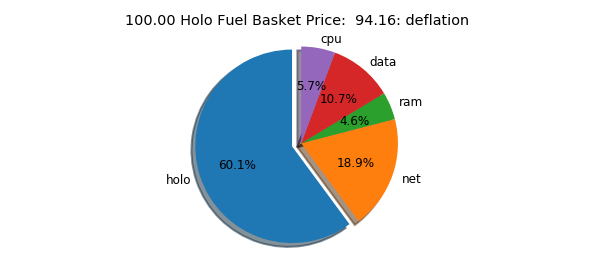 100.00 Holo Fuel Basket Price:  94.16: deflation
cpu
data
5.7%
10.7%
ram
4.6%
60.1%
18.9%
holo
net